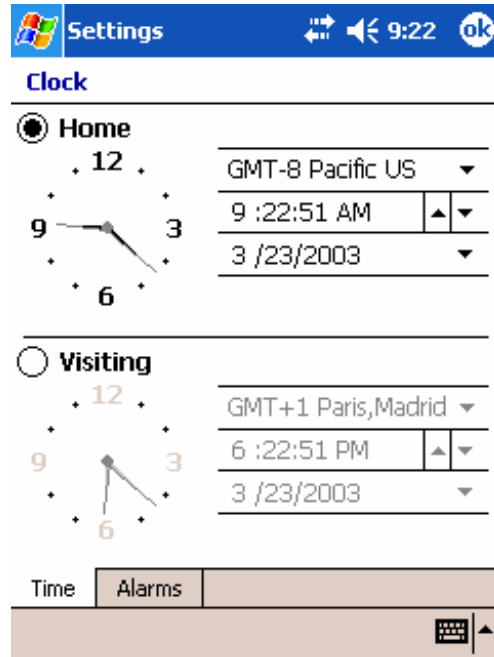 Settings 9:22 ok
Clock
Home
12
9 3
6
GMT-8 Pacific US
9 :22:51 AM
3 /23/2003
Visiting
12
9 3
6
GMT+1 Paris,Madrid
6 :22:51 PM
3 /23/2003
Time Alarms